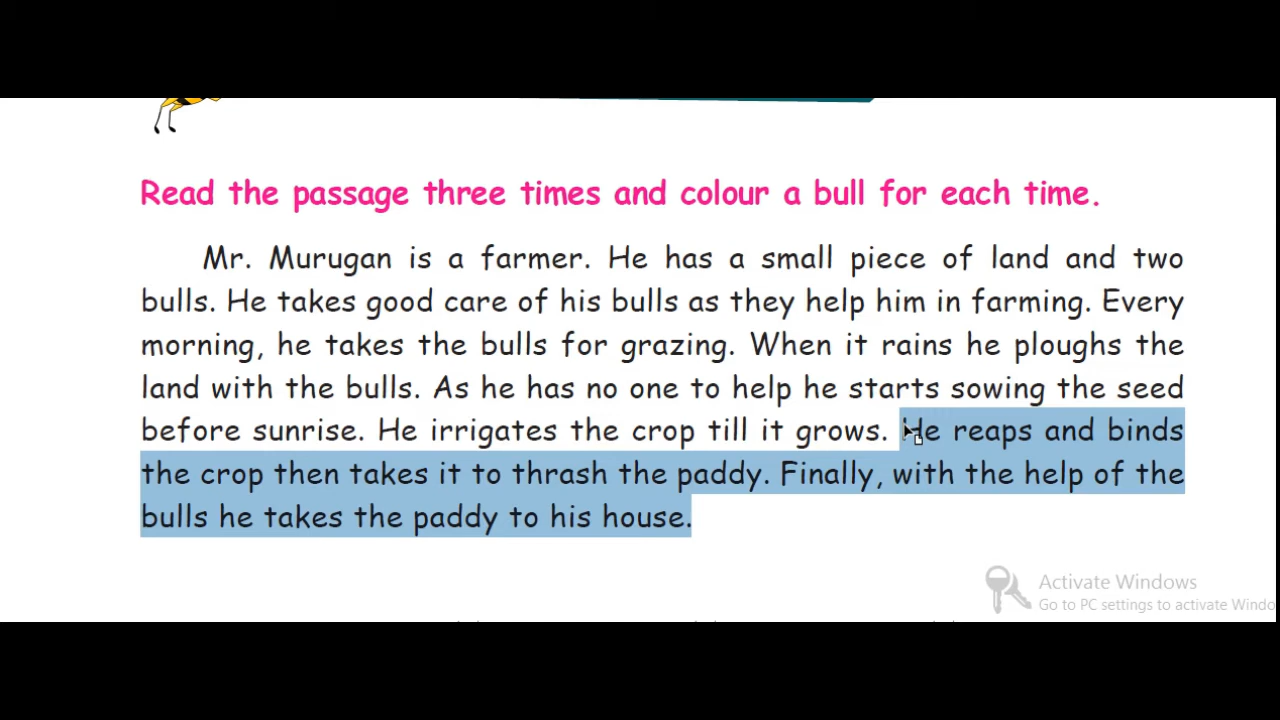 Read the passage three times and colour a bull for each time.
Mr. Murugan is a farmer. He has a small piece of land and two
bulls. He takes good care of his bulls as they help him in farming. Every
morning, he takes the bulls for grazing. When it rains he ploughs the
land with the bulls. As he has no one to help he starts sowing the seed
before sunrise. He irrigates the crop till it grows. He reaps and binds
the crop then takes it to thrash the paddy. Finally, with the help of the
bulls he takes the paddy to his house.
Activate Windows
Go to PC settings to activate Windo